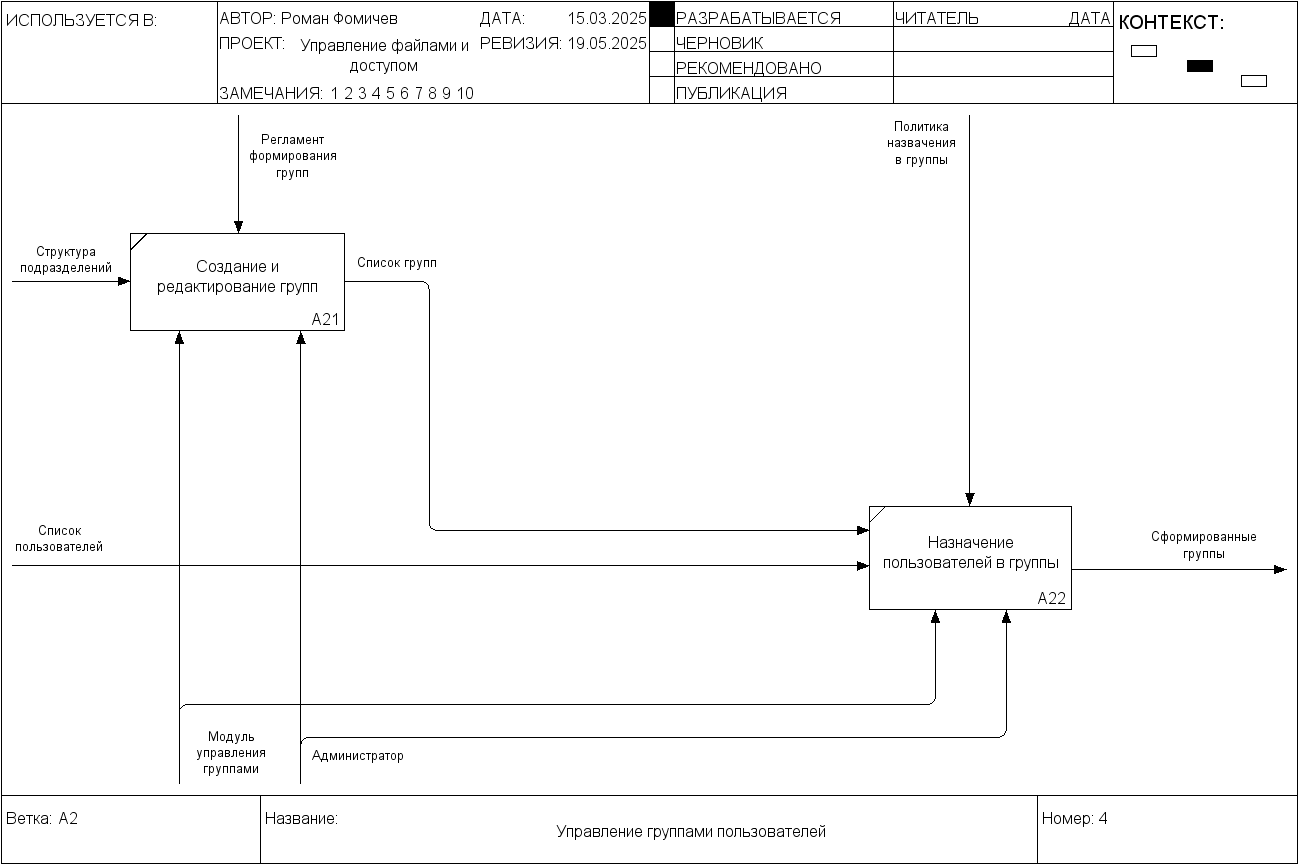 ИСПОЛЬЗУЕТСЯ В:
АВТОР: Роман Фомичев
ДАТА: 15.03.2025
ПРОЕКТ: Управление файлами и
доступом
РЕВИЗИЯ: 19.05.2025
ЗАМЕЧАНИЯ: 1 2 3 4 5 6 7 8 9 10
РАЗРАБАТЫВАЕТСЯ
ЧЕРНОВИК
РЕКОМЕНДОВАНО
ПУБЛИКАЦИЯ
ЧИТАТЕЛЬ ДАТА
КОНТЕКСТ:
Регламент
формирования
групп
Политика
назвачения
в группы
Структура
подразделений
Создание и
редактирование групп
A21
Список групп
Список
пользователей
Назначение
пользователей в группы
A22
Сформированные
группы
Модуль
управления
группами
Администратор
Ветка: A2
Название:
Управление группами пользователей
Номер: 4